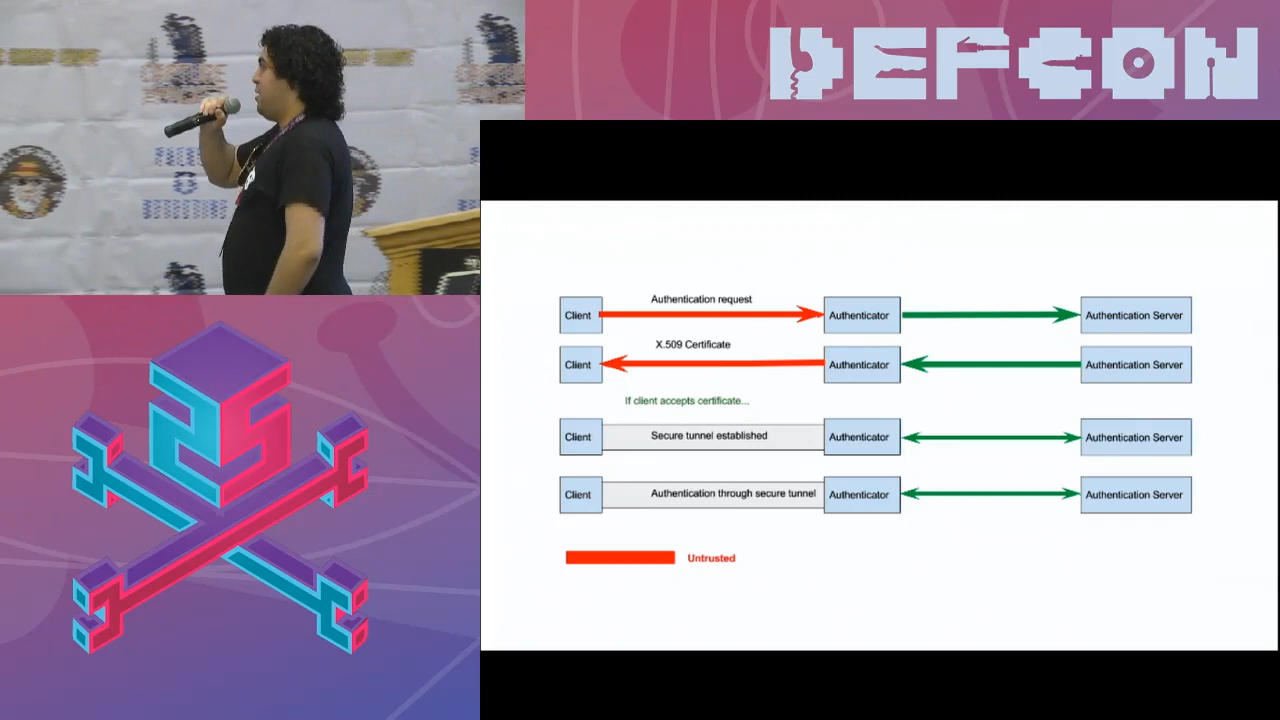 DEFCON
Authentication request
Client
Authenticator
Authentication Server
X.509 Certificate
Client
Authenticator
Authentication Server
If client accepts certificate...
Client
Secure tunnel established
Authenticator
Authentication Server
Client
Authentication through secure tunnel
Authenticator
Authentication Server
Untrusted